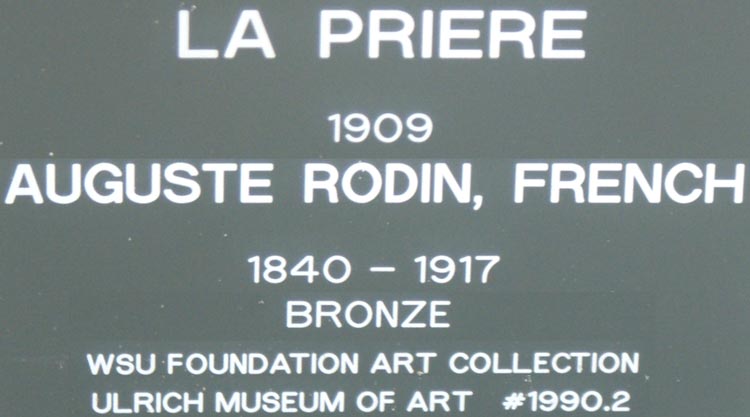 LA PRIERE
1909
AUGUSTE RODIN, FRENCH
1840 – 1917
BRONZE
WSU FOUNDATION ART COLLECTION
ULRICH MUSEUM OF ART #1990.2